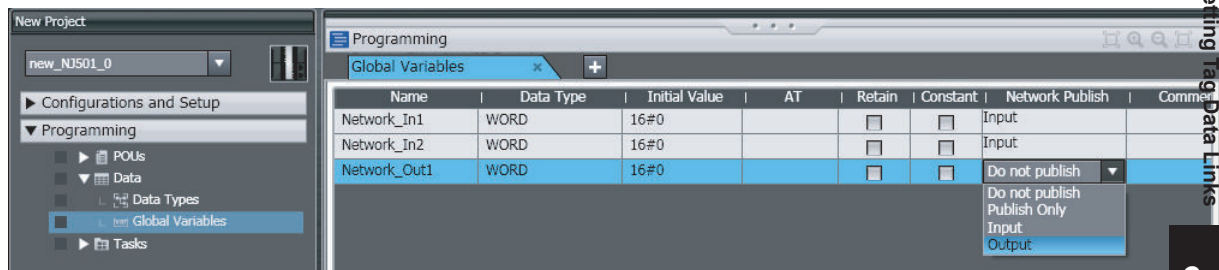 New Project
new_NJ501_0
Configurations and Setup
Programming
POUs
Data
Data Types
Global Variables
Tasks
Programming
Global Variables
Name Data Type Initial Value AT Retain Constant Network Publish
Network_In1 WORD 16#0 Input
Network_In2 WORD 16#0 Input
Network_Out1 WORD 16#0 Do not publish
Do not publish
Publish Only
Input
Output
Tag Data Links